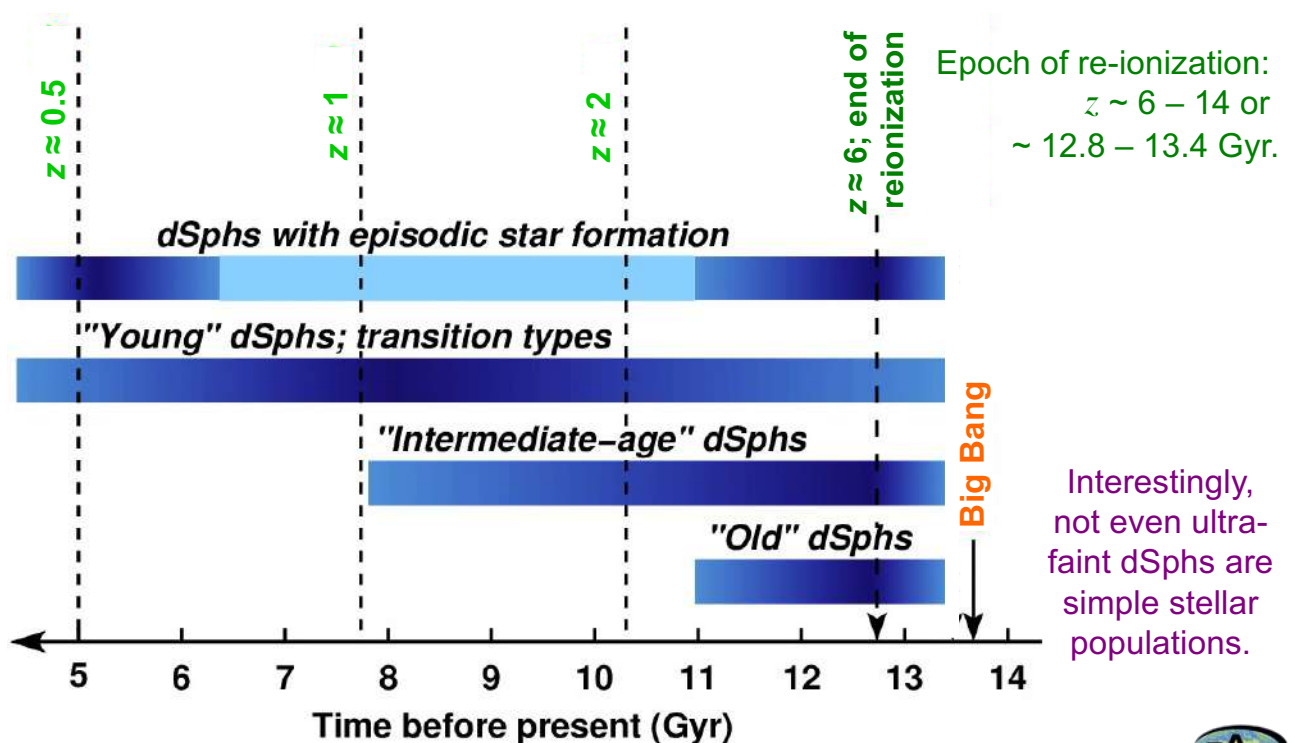 z ≈ 0.5
z ≈ 1
z ≈ 2
z ≈ 6; end of
reionization
Epoch of re-ionization:
z ~ 6 – 14 or
~ 12.8 – 13.4 Gyr.
dSphs with episodic star formation
"Young" dSphs; transition types
"Intermediate–age" dSphs
"Old" dSphs
Big Bang
Interestingly,
not even ultra-
faint dSphs are
simple stellar
populations.
5 6 7 8 9 10 11 12 13 14
Time before present (Gyr)